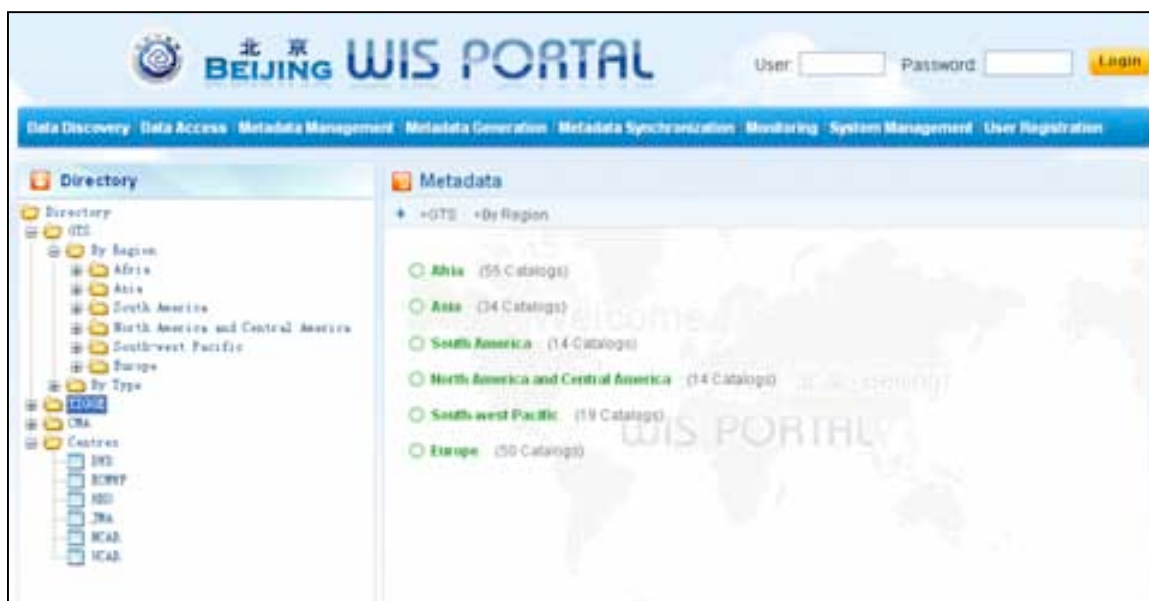 北 京
BEIJING WIS PORTAL
User: Password: Login
Data Discovery Data Access Metadata Management Metadata Generation Metadata Synchronization Monitoring System Management User Registration
Directory
Directory
GTS
By Region
Africa
Asia
South America
North America and Central America
South-west Pacific
Europe
By Type
CMA
Centres
JMA
NCAR
Metadata
+GTS +By Region
(55 Catalogs)
Asia (34 Catalogs)
South America (14 Catalogs)
North America and Central America (14 Catalogs)
South-west Pacific (19 Catalogs)
Europe (50 Catalogs)
Welcome
WIS PORTAL